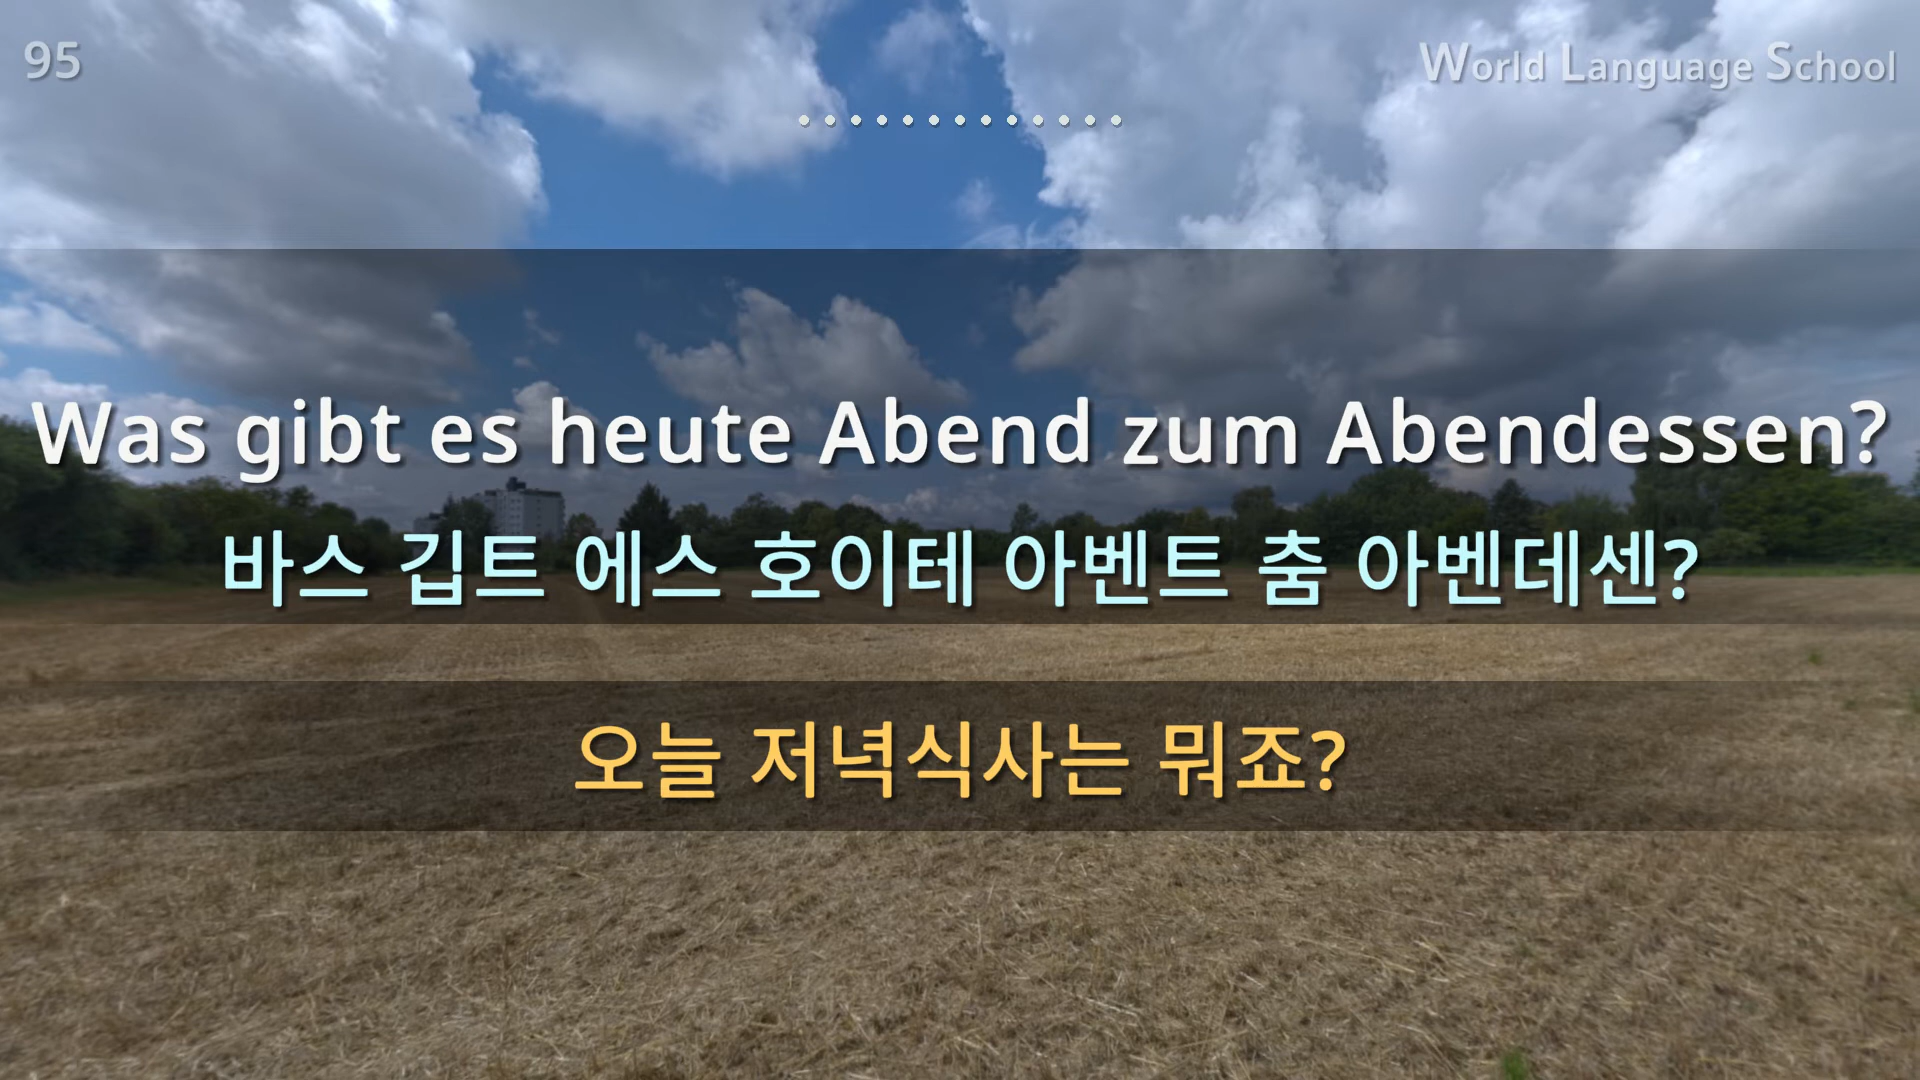 95
World Language School
Was gibt es heute Abend zum Abendessen?
바스 깁트 에스 호이테 아벤트 춤 아벤데센?
오늘 저녁식사는 뭐죠?